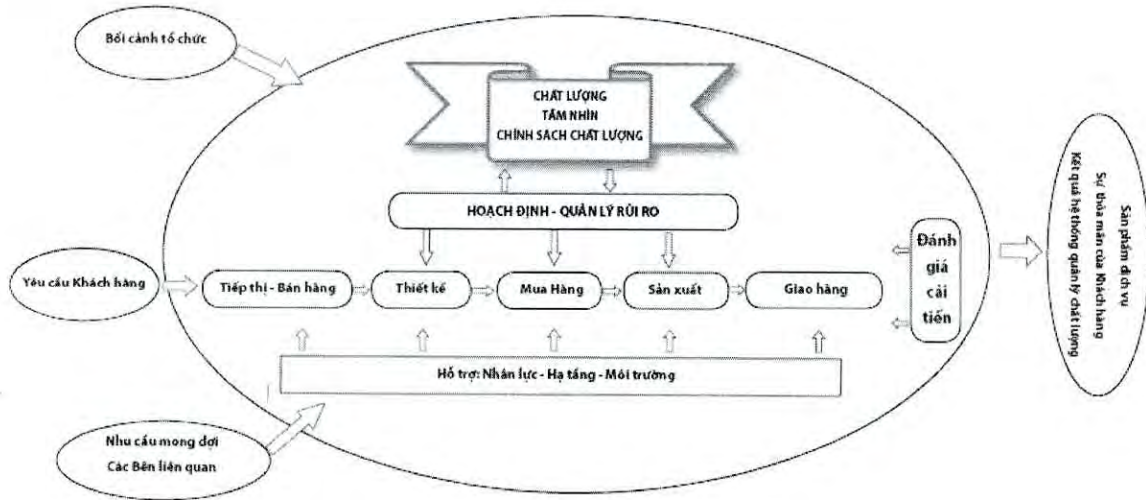 Bối cảnh tổ chức
CHẤT LƯỢNG
TẦM NHÌN
CHÍNH SÁCH CHẤT LƯỢNG
HOẠCH ĐỊNH - QUẢN LÝ RỦI RO
Yêu cầu Khách hàng
Tiếp thị - Bán hàng
Thiết kế
Mua Hàng
Sản xuất
Giao hàng
Đánh
giá
cải
tiến
Sản phẩm dịch vụ
Sự thỏa mãn của Khách hàng
Kết quả hệ thống quản lý chất lượng
Hỗ trợ: Nhân lực - Hạ tầng - Môi trường
Nhu cầu mong đợi
Các Bên liên quan